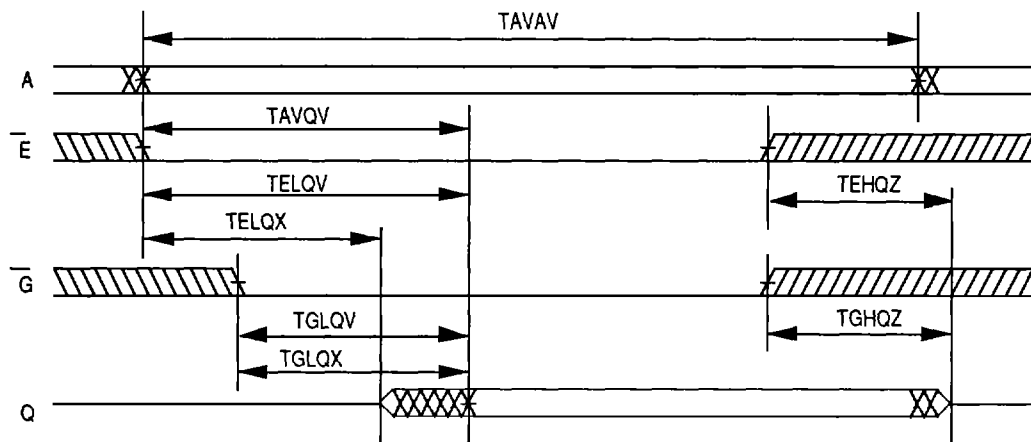 TAVAV
A
TAVQV
E̅
TELQV
TEHQZ
TELQX
G̅
TGLQV
TGHQZ
TGLQX
Q